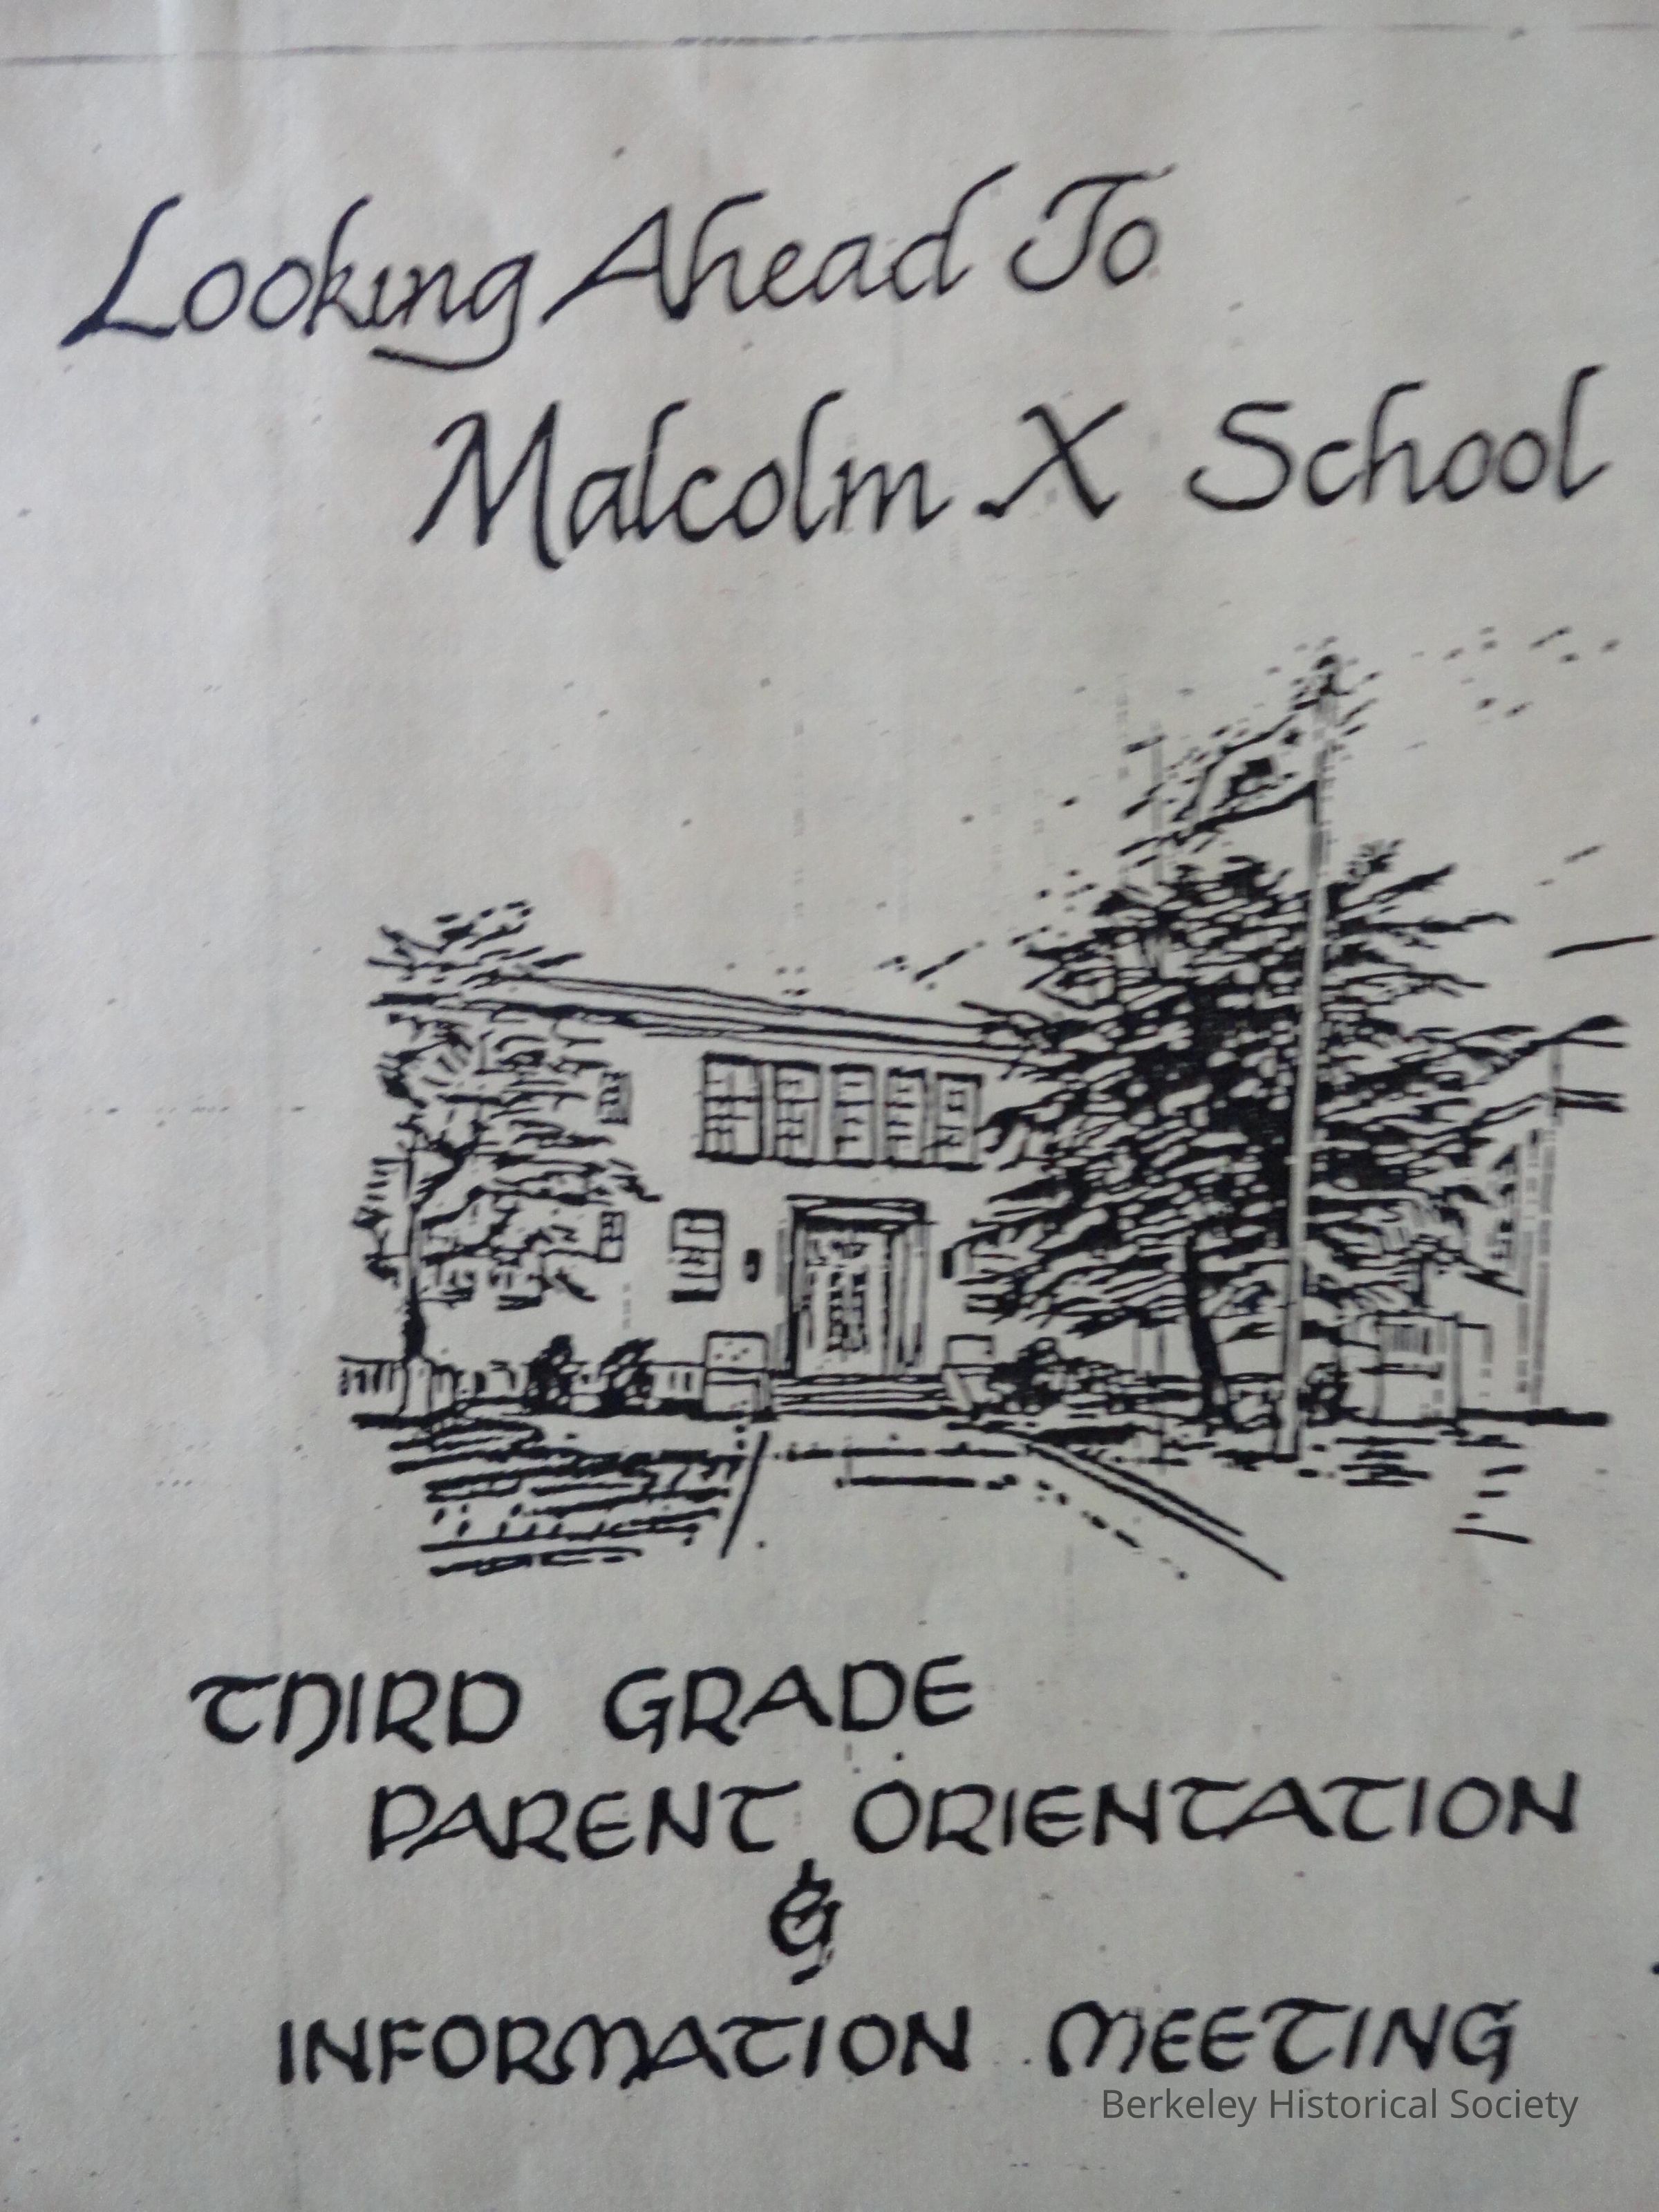 Looking Ahead To
Malcolm X School
THIRD GRADE
PARENT ORIENTATION
&
INFORMATION MEETING
Berkeley Historical Society